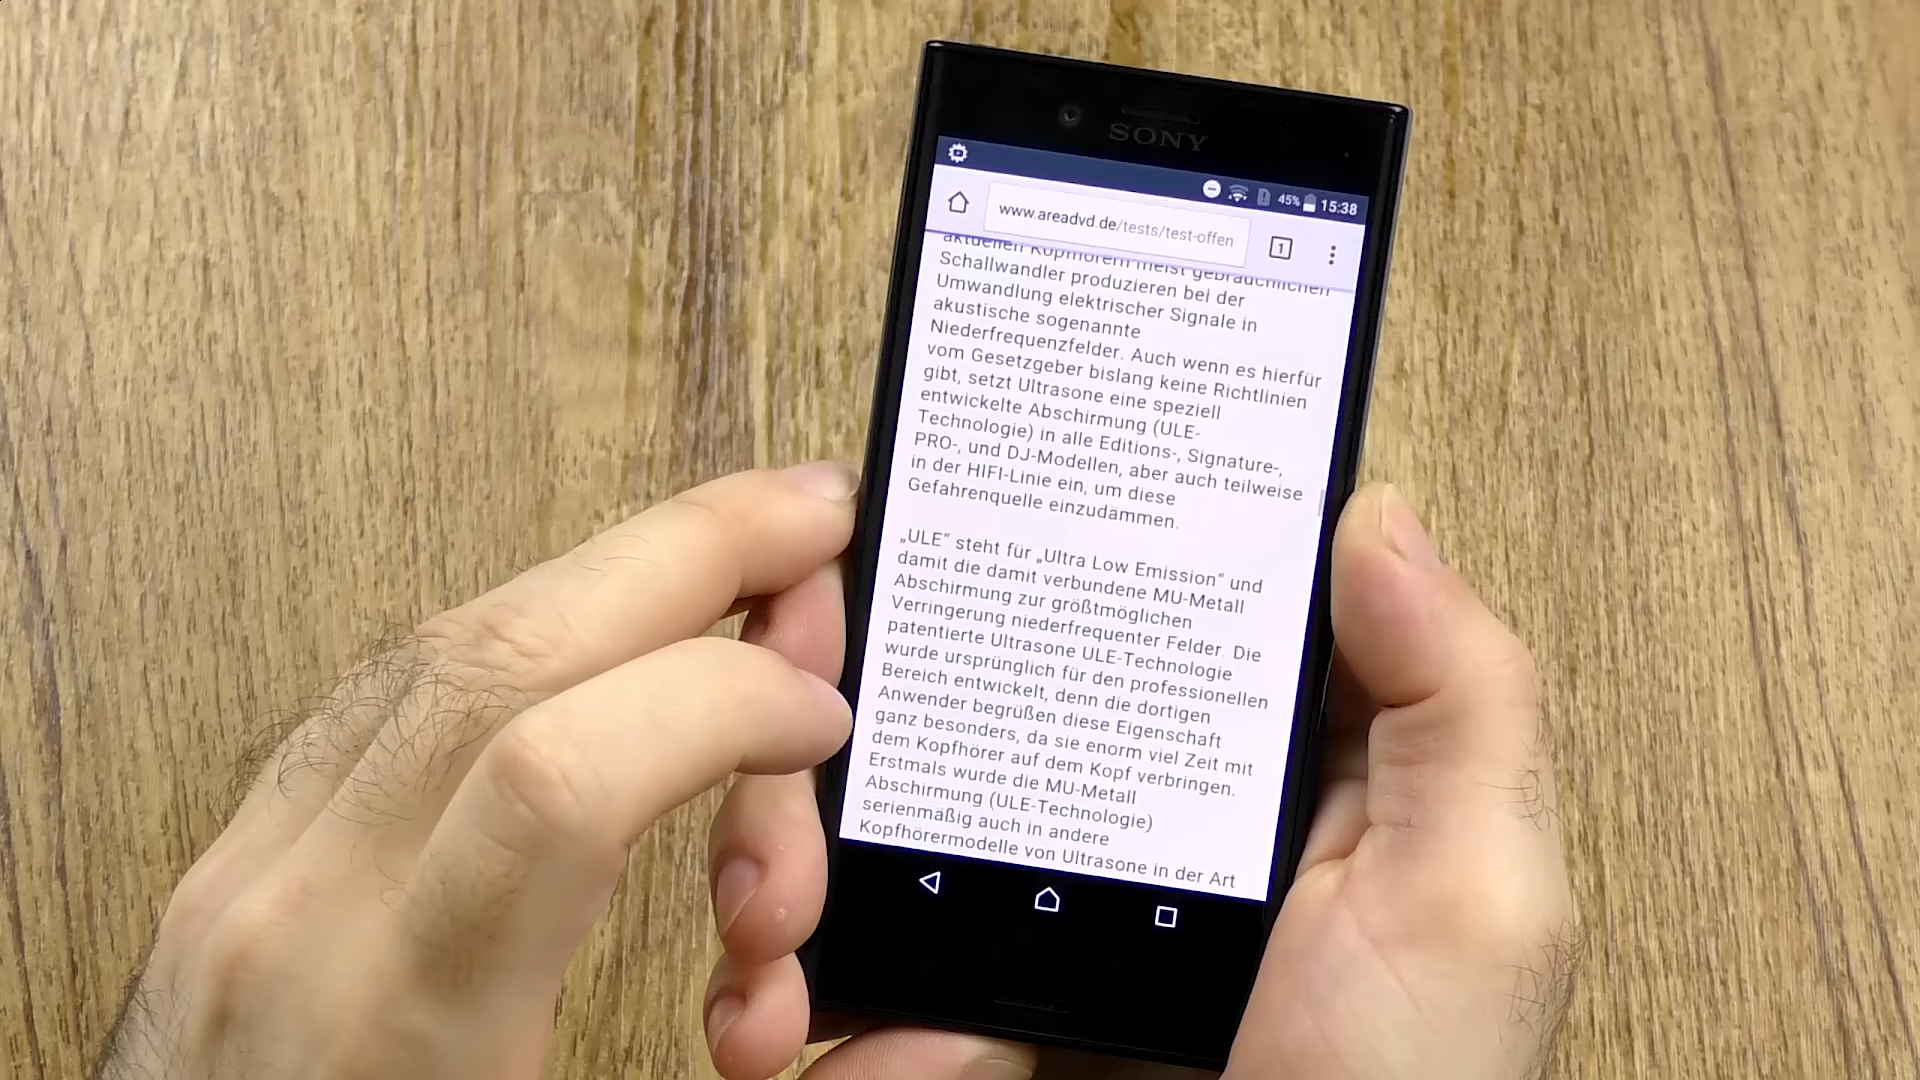 SONY
45% 15:38
www.areadvd.de/tests/test-offen
1
aktuellen Kopfhörern meist gebräuchlichen
Schallwandler produzieren bei der
Umwandlung elektrischer Signale in
akustische sogenannte
Niederfrequenzfelder. Auch wenn es hierfür
vom Gesetzgeber bislang keine Richtlinien
gibt, setzt Ultrasone eine speziell
entwickelte Abschirmung (ULE-
Technologie) in alle Editions-, Signature-,
PRO-, und DJ-Modellen, aber auch teilweise
in der HIFI-Linie ein, um diese
Gefahrenquelle einzudämmen.
„ULE“ steht für „Ultra Low Emission“ und
damit die damit verbundene MU-Metall
Abschirmung zur größtmöglichen
Verringerung niederfrequenter Felder. Die
patentierte Ultrasone ULE-Technologie
wurde ursprünglich für den professionellen
Bereich entwickelt, denn die dortigen
Anwender begrüßen diese Eigenschaft
ganz besonders, da sie enorm viel Zeit mit
dem Kopfhörer auf dem Kopf verbringen.
Erstmals wurde die MU-Metall
Abschirmung (ULE-Technologie)
serienmäßig auch in andere
Kopfhörermodelle von Ultrasone in der Art